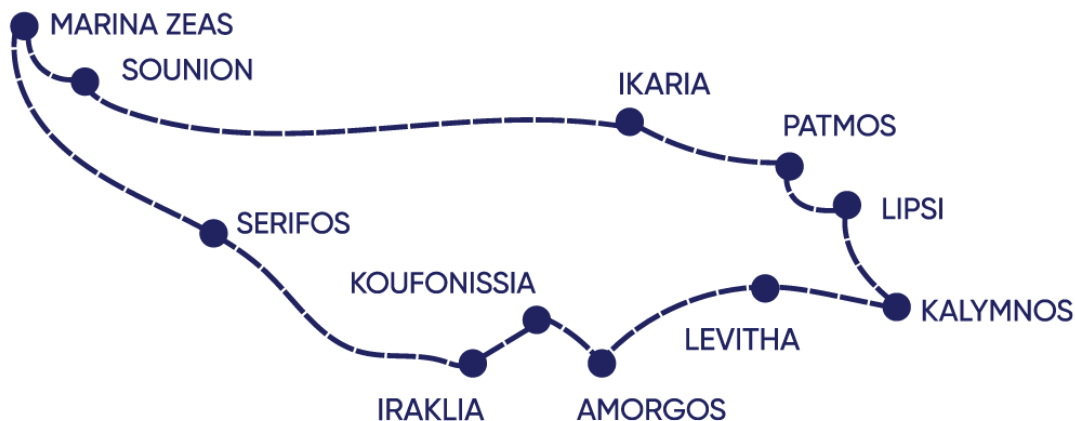 MARINA ZEAS
SOUNION
IKARIA
PATMOS
LIPSI
SERIFOS
KOUFONISSIA
KALYMNOS
LEVITHA
IRAKLIA
AMORGOS